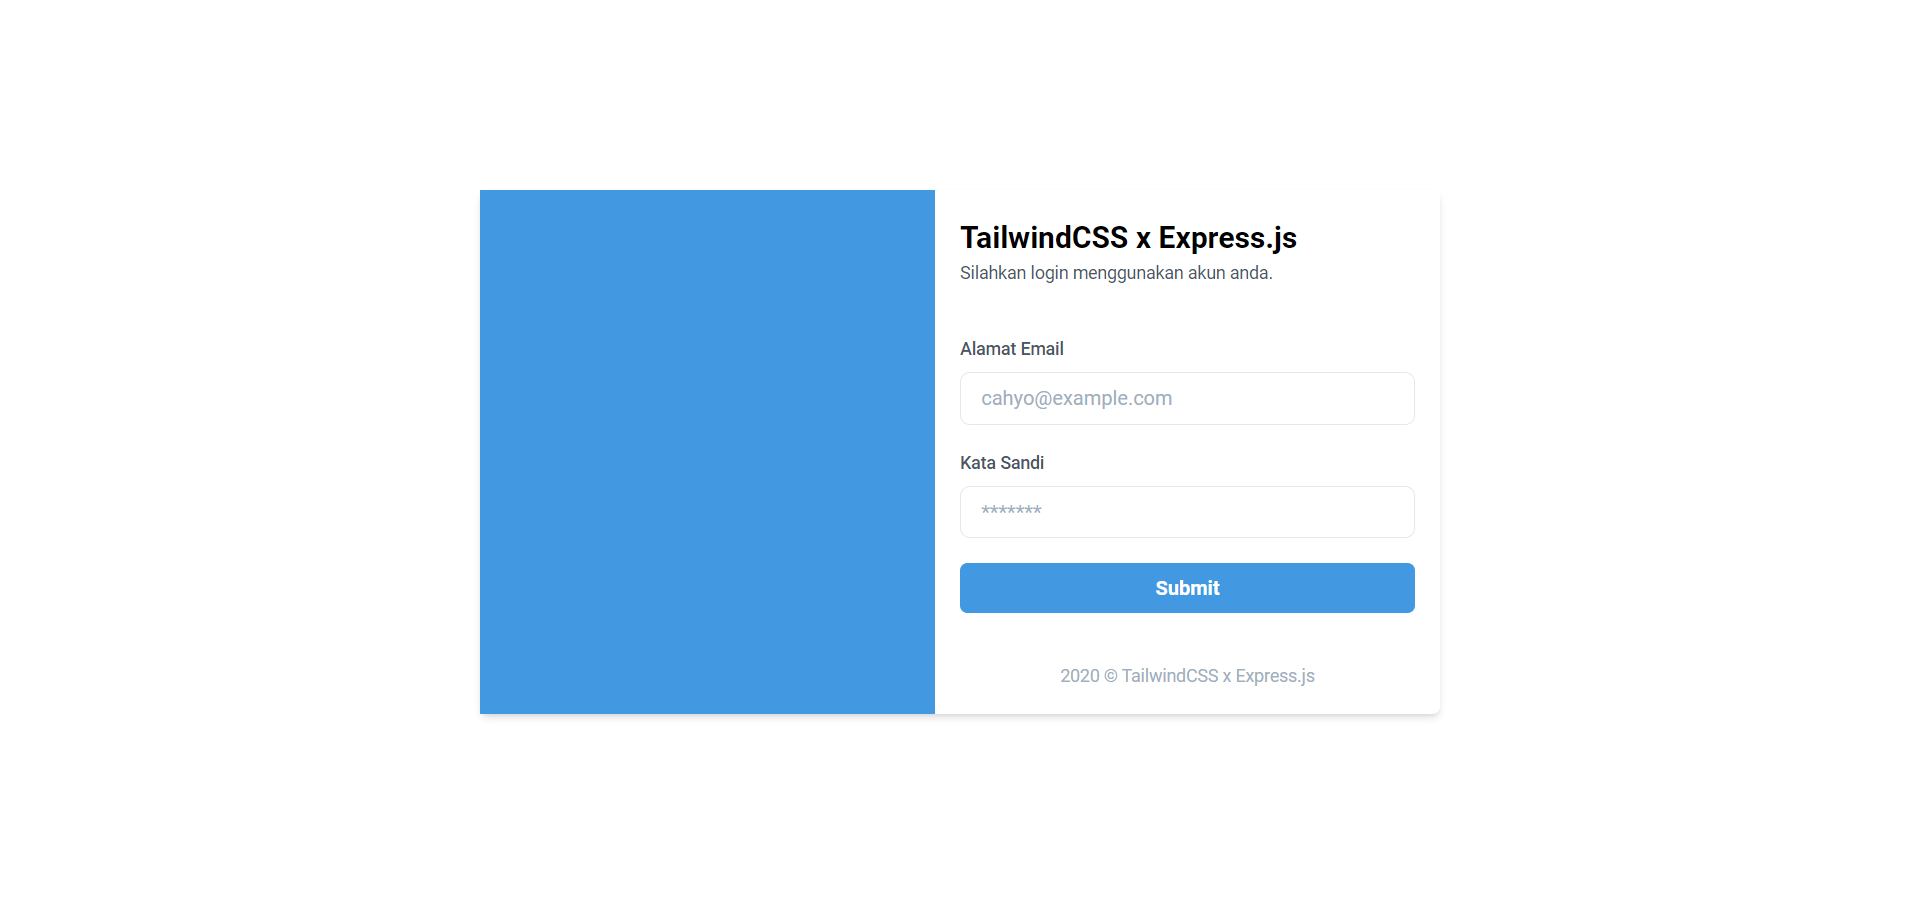 TailwindCSS x Express.js
Silahkan login menggunakan akun anda.
Alamat Email
cahyo@example.com
Kata Sandi
*******
Submit
2020 © TailwindCSS x Express.js